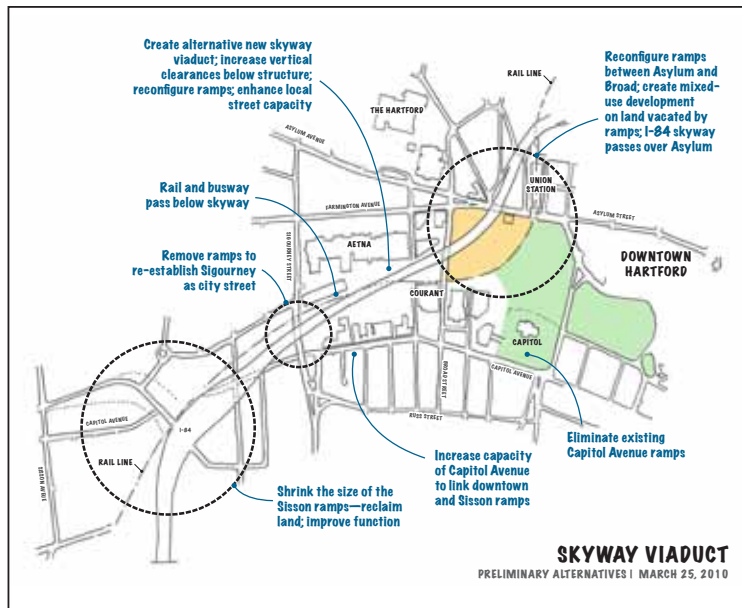 Create alternative new skyway
viaduct; increase vertical
clearances below structure;
reconfigure ramps; enhance local
street capacity
Reconfigure ramps
between Asylum and
Broad; create mixed-
use development
on land vacated by
ramps; I-84 skyway
passes over Asylum
RAIL LINE
THE HARTFORD
ASYLUM AVENUE
UNION
STATION
Rail and busway
pass below skyway
FARMINGTON AVENUE
ASYLUM STREET
AETNA
SIGOURNEY STREET
DOWNTOWN
HARTFORD
Remove ramps to
re-establish Sigourney
as city street
COURANT
CAPITOL
BROAD STREET
CAPITOL AVENUE
RUSS STREET
CAPITOL AVENUE
I-84
RAIL LINE
SISSON AVENUE
Eliminate existing
Capitol Avenue ramps
Increase capacity
of Capitol Avenue
to link downtown
and Sisson ramps
Shrink the size of the
Sisson ramps—reclaim
land; improve function
SKYWAY VIADUCT
PRELIMINARY ALTERNATIVES | MARCH 25, 2010